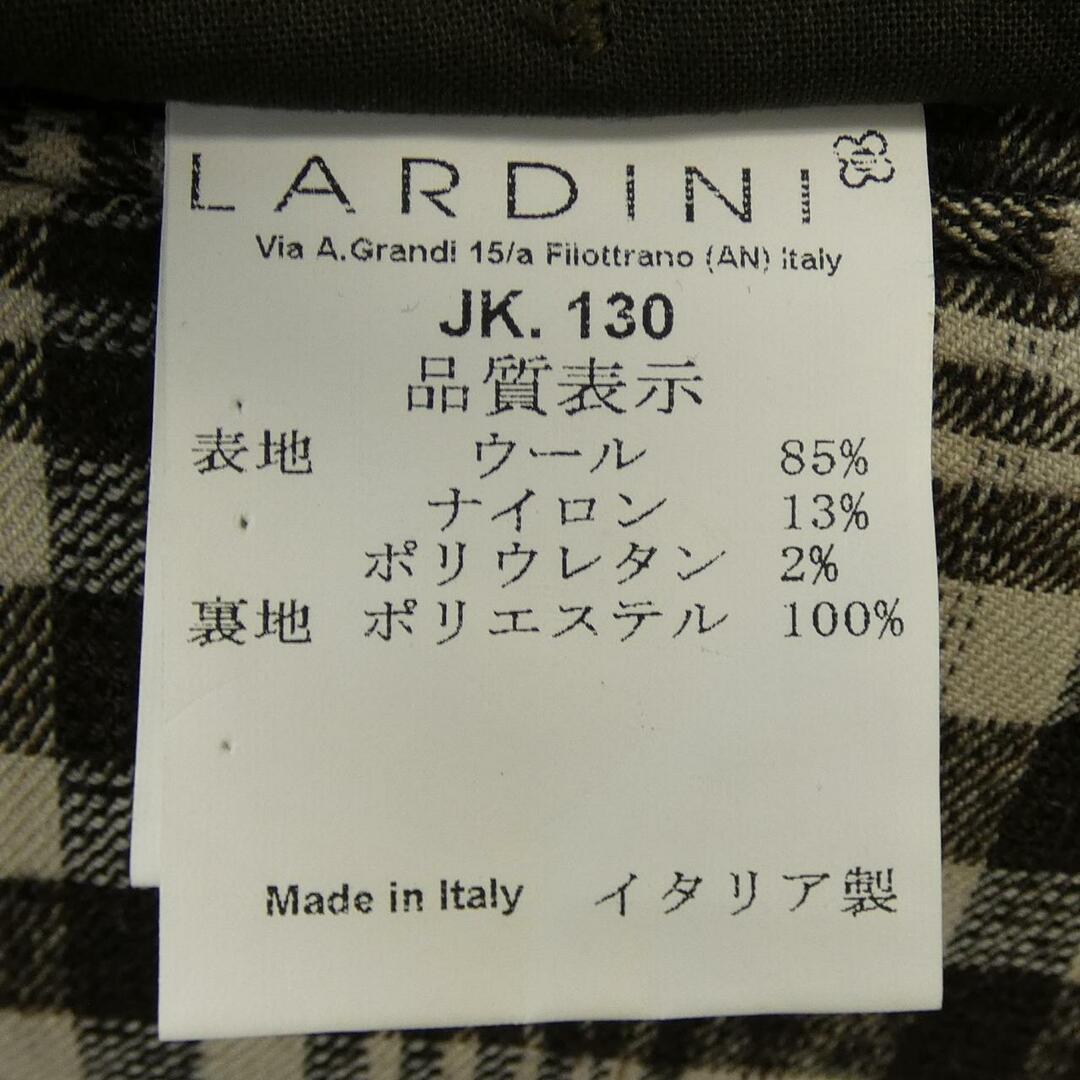 LARDINI
Via A.Grandi 15/a Filottrano (AN) Italy
JK. 130
品質表示
表地 ウール 85%
ナイロン 13%
ポリウレタン 2%
裏地 ポリエステル 100%
Made in Italy イタリア製